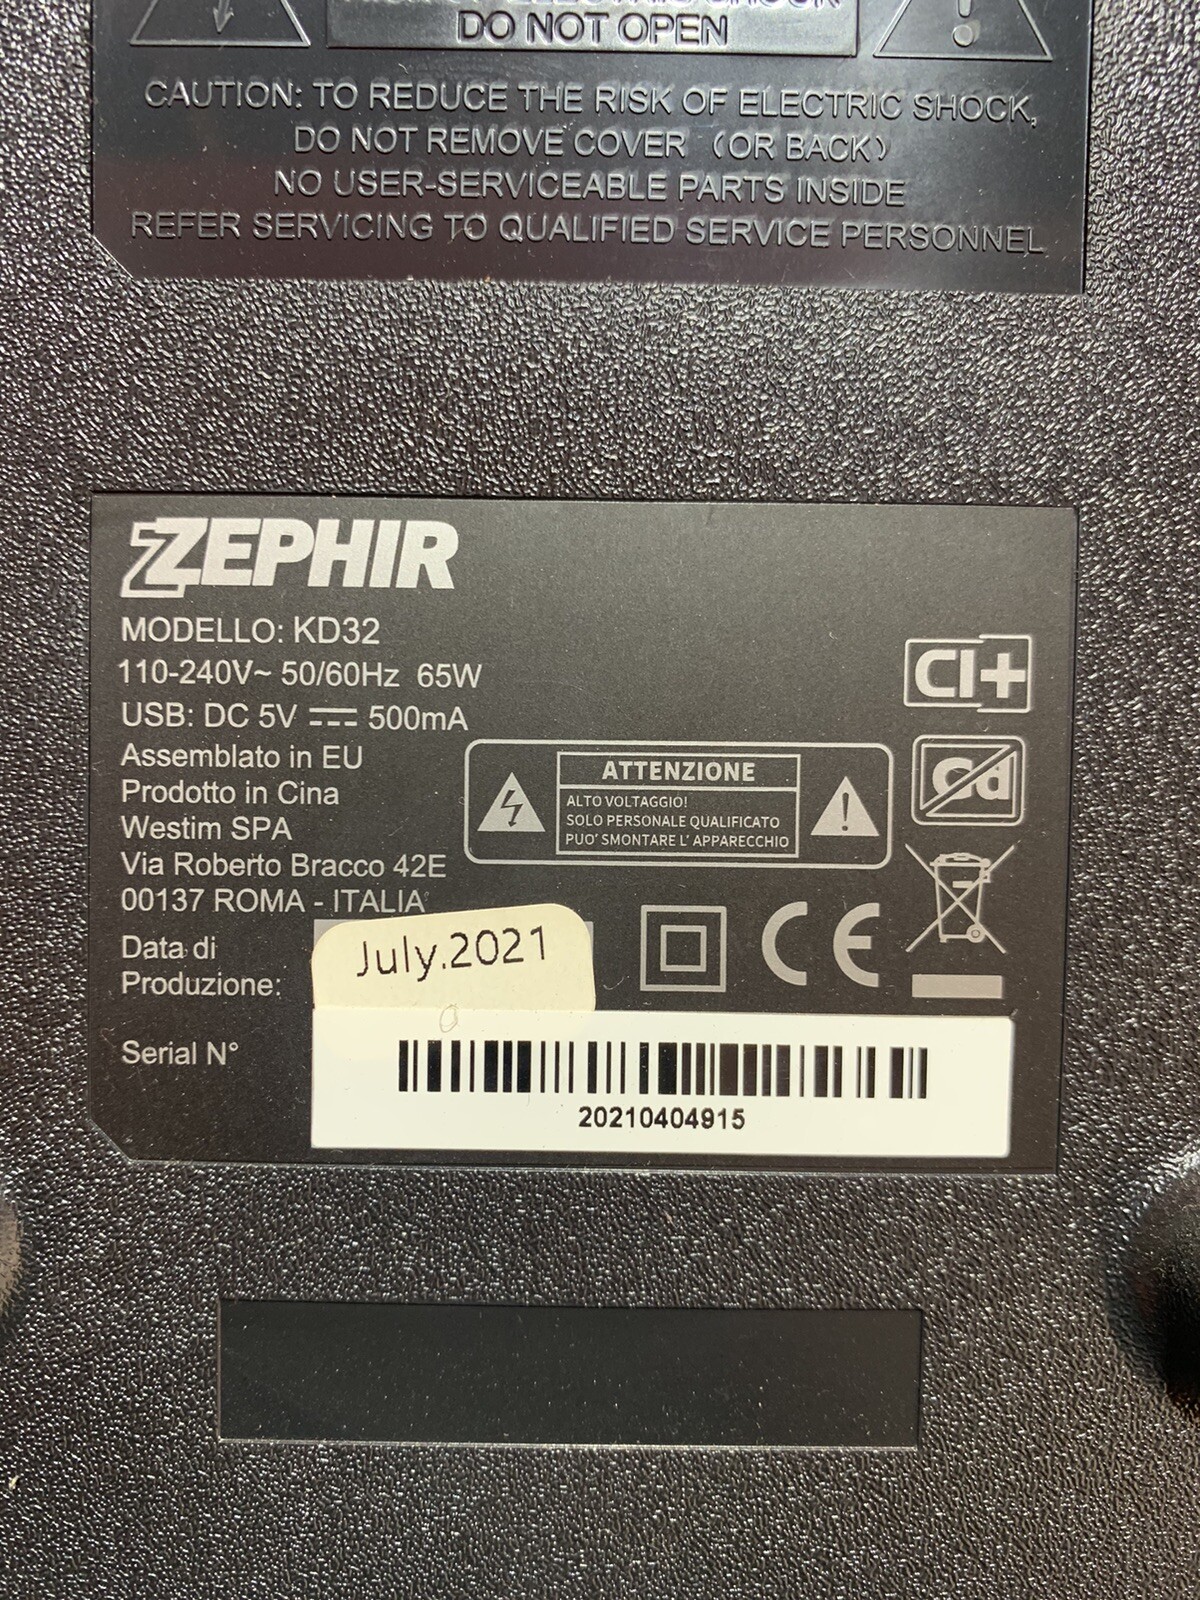 DO NOT OPEN
CAUTION: TO REDUCE THE RISK OF ELECTRIC SHOCK,
DO NOT REMOVE COVER (OR BACK)
NO USER-SERVICEABLE PARTS INSIDE
REFER SERVICING TO QUALIFIED SERVICE PERSONNEL
ZEPHIR
MODELLO: KD32
110-240V~ 50/60Hz 65W
USB: DC 5V ⎓ 500mA
Assemblato in EU
Prodotto in Cina
Westim SPA
Via Roberto Bracco 42E
00137 ROMA - ITALIA
CI+
ATTENZIONE
ALTO VOLTAGGIO!
SOLO PERSONALE QUALIFICATO
PUO' SMONTARE L' APPARECCHIO
Cd
CE
Data di
Produzione:
July.2021
Serial N°
20210404915